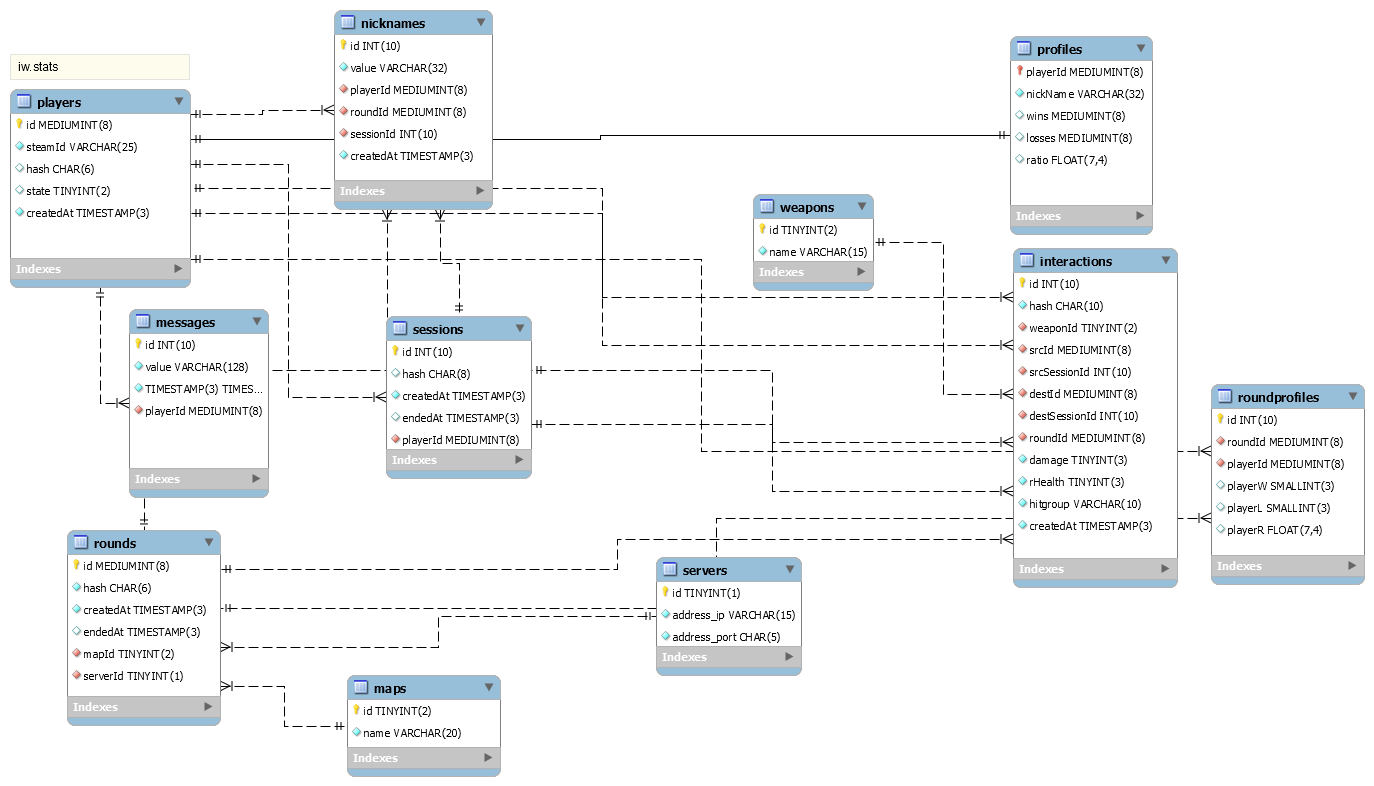 iw.stats
players
id MEDIUMINT(8)
steamId VARCHAR(25)
hash CHAR(6)
state TINYINT(2)
createdAt TIMESTAMP(3)
Indexes
nicknames
id INT(10)
value VARCHAR(32)
playerId MEDIUMINT(8)
roundId MEDIUMINT(8)
sessionId INT(10)
createdAt TIMESTAMP(3)
Indexes
profiles
playerId MEDIUMINT(8)
nickName VARCHAR(32)
wins MEDIUMINT(8)
losses MEDIUMINT(8)
ratio FLOAT(7,4)
Indexes
weapons
id TINYINT(2)
name VARCHAR(15)
Indexes
interactions
id INT(10)
hash CHAR(10)
weaponId TINYINT(2)
srcId MEDIUMINT(8)
srcSessionId INT(10)
destId MEDIUMINT(8)
destSessionId INT(10)
roundId MEDIUMINT(8)
damage TINYINT(3)
rHealth TINYINT(3)
hitgroup VARCHAR(10)
createdAt TIMESTAMP(3)
Indexes
messages
id INT(10)
value VARCHAR(128)
TIMESTAMP(3) TIMES...
playerId MEDIUMINT(8)
Indexes
sessions
id INT(10)
hash CHAR(8)
createdAt TIMESTAMP(3)
endedAt TIMESTAMP(3)
playerId MEDIUMINT(8)
Indexes
roundprofiles
id INT(10)
roundId MEDIUMINT(8)
playerId MEDIUMINT(8)
playerW SMALLINT(3)
playerL SMALLINT(3)
playerR FLOAT(7,4)
Indexes
rounds
id MEDIUMINT(8)
hash CHAR(6)
createdAt TIMESTAMP(3)
endedAt TIMESTAMP(3)
mapId TINYINT(2)
serverId TINYINT(1)
Indexes
servers
id TINYINT(1)
address_ip VARCHAR(15)
address_port CHAR(5)
Indexes
maps
id TINYINT(2)
name VARCHAR(20)
Indexes